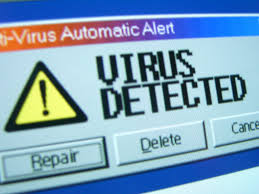 ti-Virus Automatic Alert
VIRUS
DETECTED
Repair Delete Cance